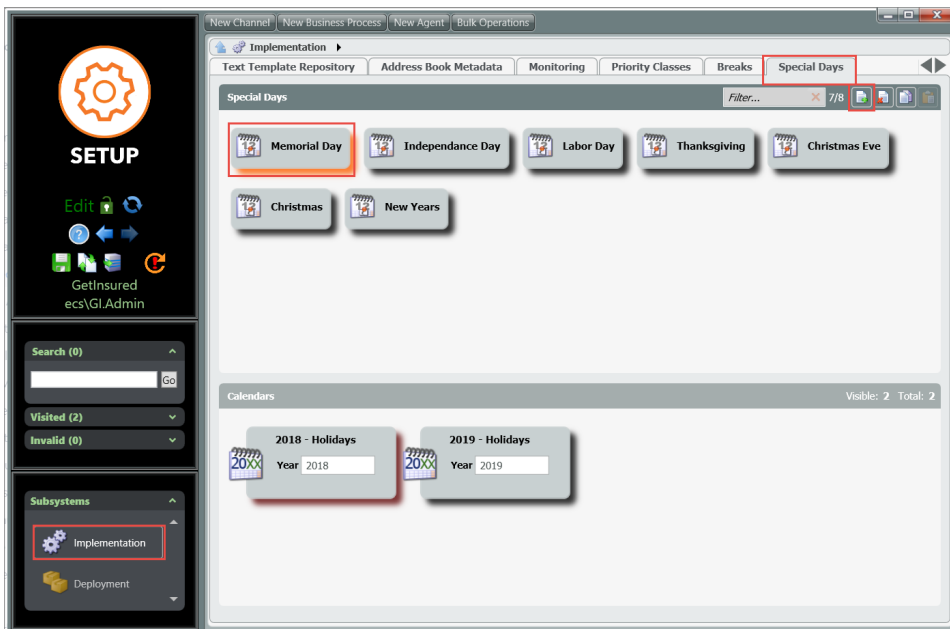 New Channel New Business Process New Agent Bulk Operations
Implementation
Text Template Repository Address Book Metadata Monitoring Priority Classes Breaks Special Days
Special Days Filter... 7/8
Memorial Day Independance Day Labor Day Thanksgiving Christmas Eve
Christmas New Years
SETUP
Edit
GetInsured
ecs\GI.Admin
Search (0)
Go
Visited (2)
Invalid (0)
Subsystems
Implementation
Deployment
Calendars Visible: 2 Total: 2
2018 - Holidays 2019 - Holidays
20XX Year 2018 20XX Year 2019